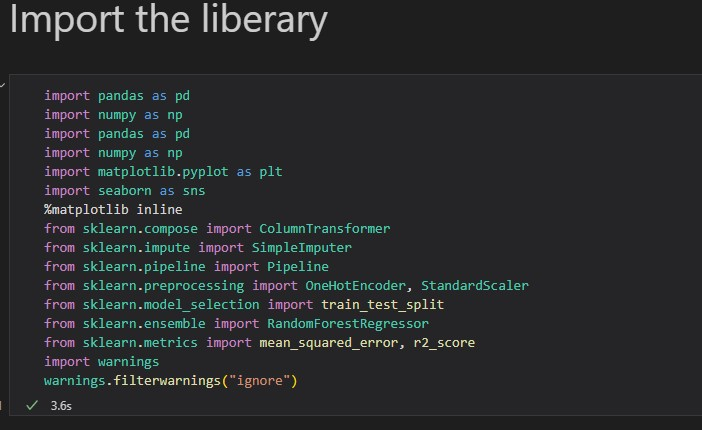 Import the liberary
import pandas as pd
import numpy as np
import pandas as pd
import numpy as np
import matplotlib.pyplot as plt
import seaborn as sns
%matplotlib inline
from sklearn.compose import ColumnTransformer
from sklearn.impute import SimpleImputer
from sklearn.pipeline import Pipeline
from sklearn.preprocessing import OneHotEncoder, StandardScaler
from sklearn.model_selection import train_test_split
from sklearn.ensemble import RandomForestRegressor
from sklearn.metrics import mean_squared_error, r2_score
import warnings
warnings.filterwarnings("ignore")
3.6s